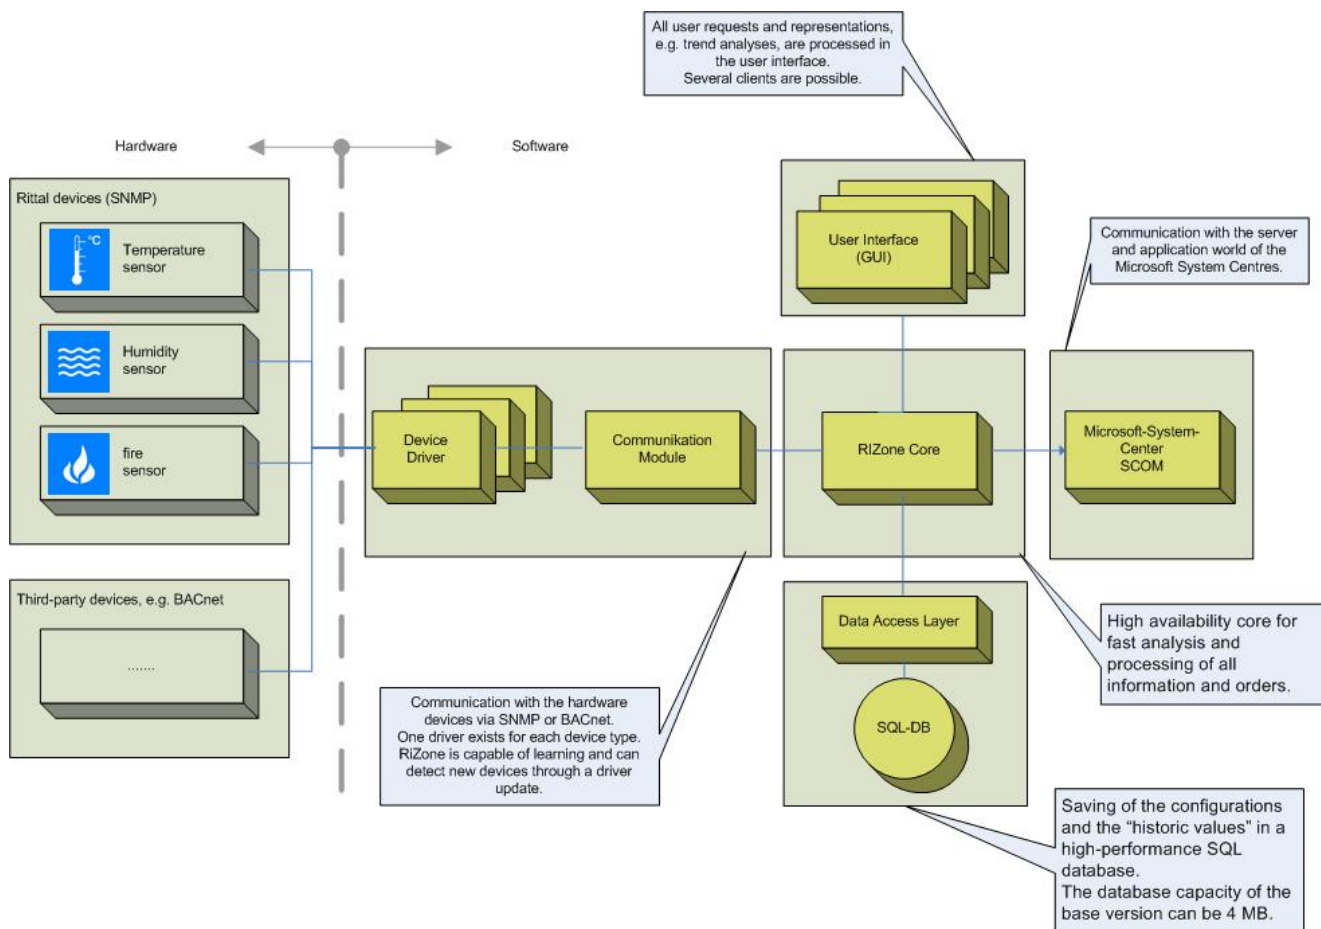 All user requests and representations,
e.g. trend analyses, are processed in
the user interface.
Several clients are possible.
Hardware
Software
Rittal devices (SNMP)
°C
Temperature
sensor
Humidity
sensor
fire
sensor
Third-party devices, e.g. BACnet
.......
Device
Driver
Communikation
Module
User Interface
(GUI)
RIZone Core
Communication with the server
and application world of the
Microsoft System Centres.
Microsoft-System-
Center
SCOM
Data Access Layer
SQL-DB
Communication with the hardware
devices via SNMP or BACnet.
One driver exists for each device type.
RiZone is capable of learning and can
detect new devices through a driver
update.
High availability core for
fast analysis and
processing of all
information and orders.
Saving of the configurations
and the “historic values” in a
high-performance SQL
database.
The database capacity of the
base version can be 4 MB.